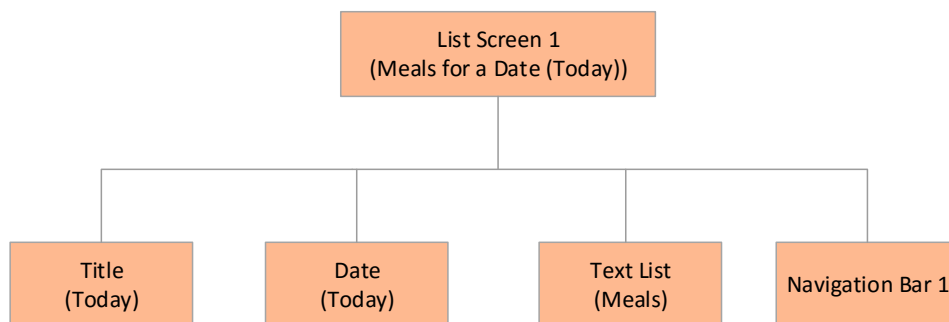 List Screen 1
(Meals for a Date (Today))
Title
(Today)
Date
(Today)
Text List
(Meals)
Navigation Bar 1